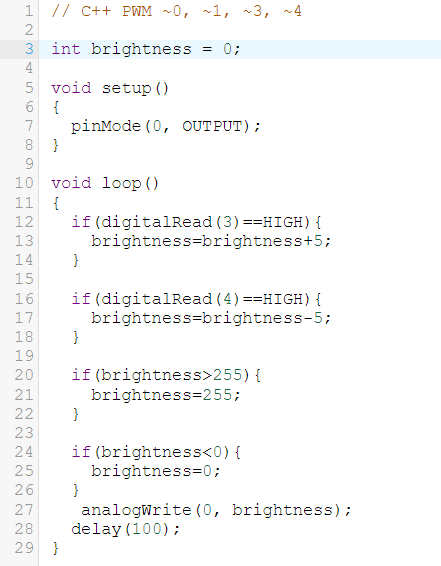 1 // C++ PWM ~0, ~1, ~3, ~4
2
3 int brightness = 0;
4
5 void setup()
6 {
7   pinMode(0, OUTPUT);
8 }
9
10 void loop()
11 {
12   if(digitalRead(3)==HIGH){
13     brightness=brightness+5;
14   }
15
16   if(digitalRead(4)==HIGH){
17     brightness=brightness-5;
18   }
19
20   if(brightness>255){
21     brightness=255;
22   }
23
24   if(brightness<0){
25     brightness=0;
26   }
27    analogWrite(0, brightness);
28   delay(100);
29 }